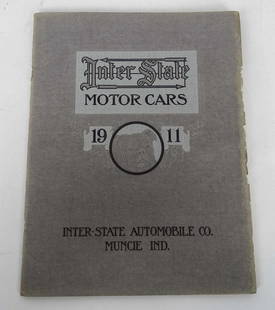 Inter-State
MOTOR CARS
19 11
INTER-STATE AUTOMOBILE CO.
MUNCIE IND.